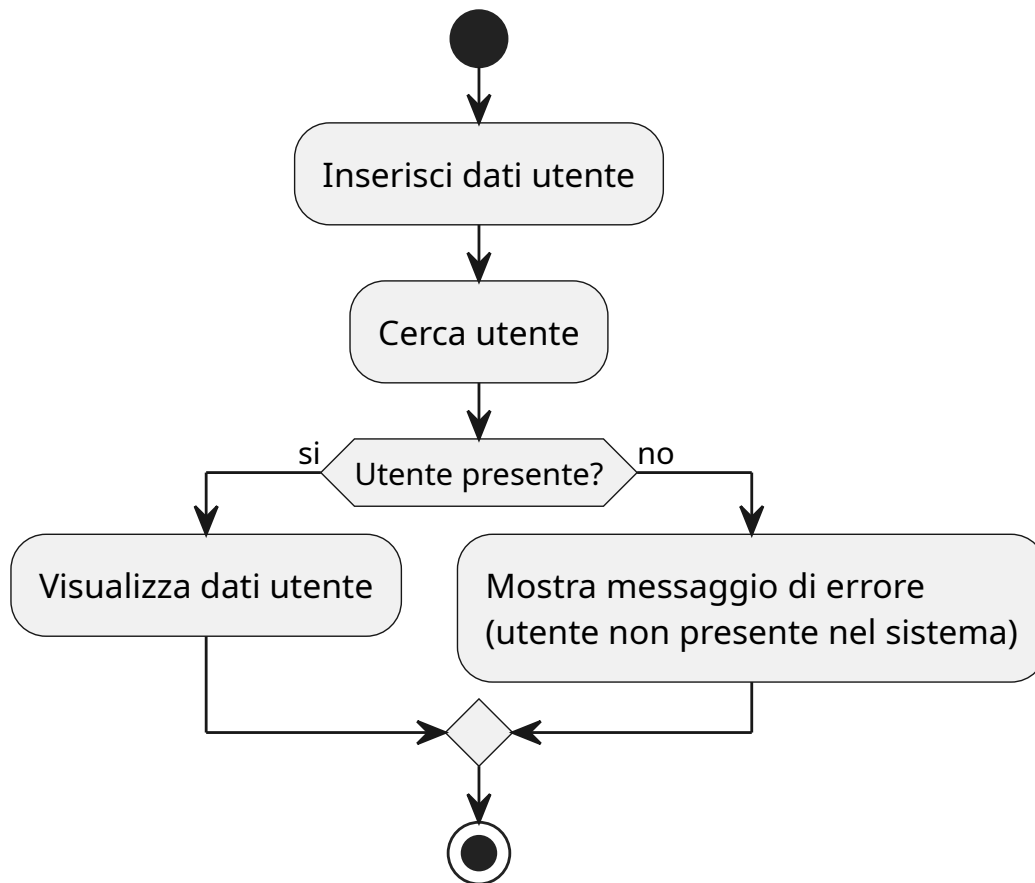 Inserisci dati utente
Cerca utente
si
Utente presente?
no
Visualizza dati utente
Mostra messaggio di errore
(utente non presente nel sistema)